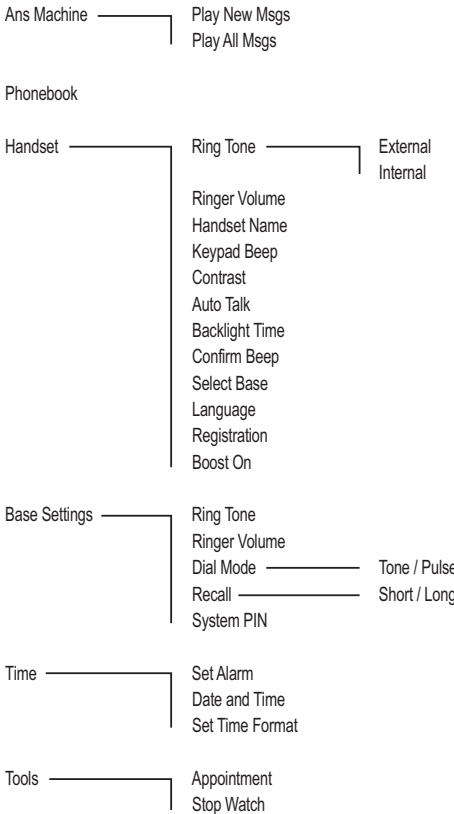 Ans Machine Play New Msgs
Play All Msgs
Phonebook
Handset Ring Tone External
Internal
Ringer Volume
Handset Name
Keypad Beep
Contrast
Auto Talk
Backlight Time
Confirm Beep
Select Base
Language
Registration
Boost On
Base Settings Ring Tone
Ringer Volume
Dial Mode Tone / Pulse
Recall Short / Long
System PIN
Time Set Alarm
Date and Time
Set Time Format
Tools Appointment
Stop Watch